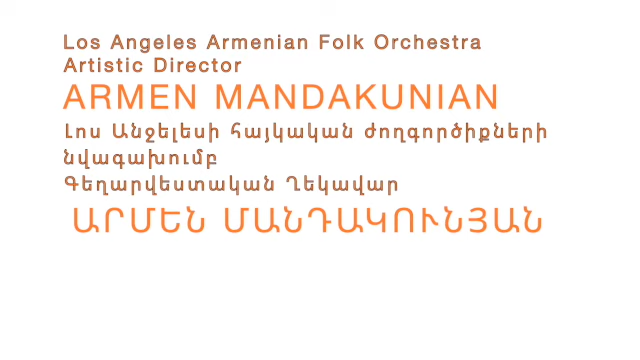 Los Angeles Armenian Folk Orchestra
Artistic Director
ARMEN MANDAKUNIAN
Լոս Անջելեսի հայկական ժողգործիքների
նվագախումբ
Գեղարվեստական Ղեկավար
ԱՐՄԵՆ ՄԱՆԴԱԿՈՒՆՅԱՆ